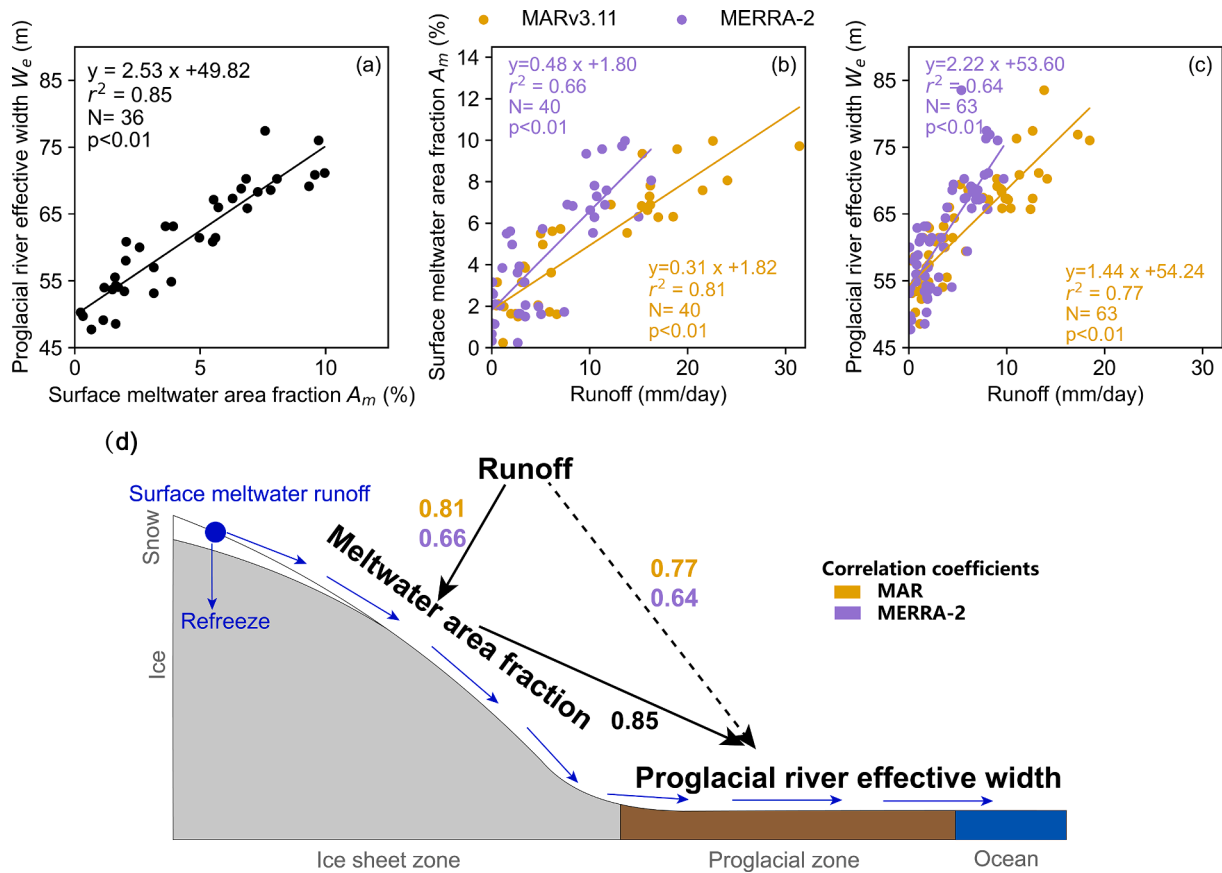 MARv3.11
MERRA-2
Proglacial river effective width W_e (m)
85
75
65
55
45
(a)
y = 2.53 x +49.82
r² = 0.85
N= 36
p<0.01
0
5
10
Surface meltwater area fraction A_m (%)
Surface meltwater area fraction A_m (%)
14
12
10
8
6
4
2
0
(b)
y=0.48 x +1.80
r² = 0.66
N= 40
p<0.01
y=0.31 x +1.82
r² = 0.81
N= 40
p<0.01
0
10
20
30
Runoff (mm/day)
Proglacial river effective width W_e (m)
85
75
65
55
45
(c)
y=2.22 x +53.60
r² = 0.64
N= 63
p<0.01
y=1.44 x +54.24
r² = 0.77
N= 63
p<0.01
0
10
20
30
Runoff (mm/day)
(d)
Runoff
Surface meltwater runoff
0.81
0.66
Snow
Meltwater area fraction
0.77
0.64
Correlation coefficients
MAR
MERRA-2
Refreeze
Ice
0.85
Proglacial river effective width
Ice sheet zone
Proglacial zone
Ocean